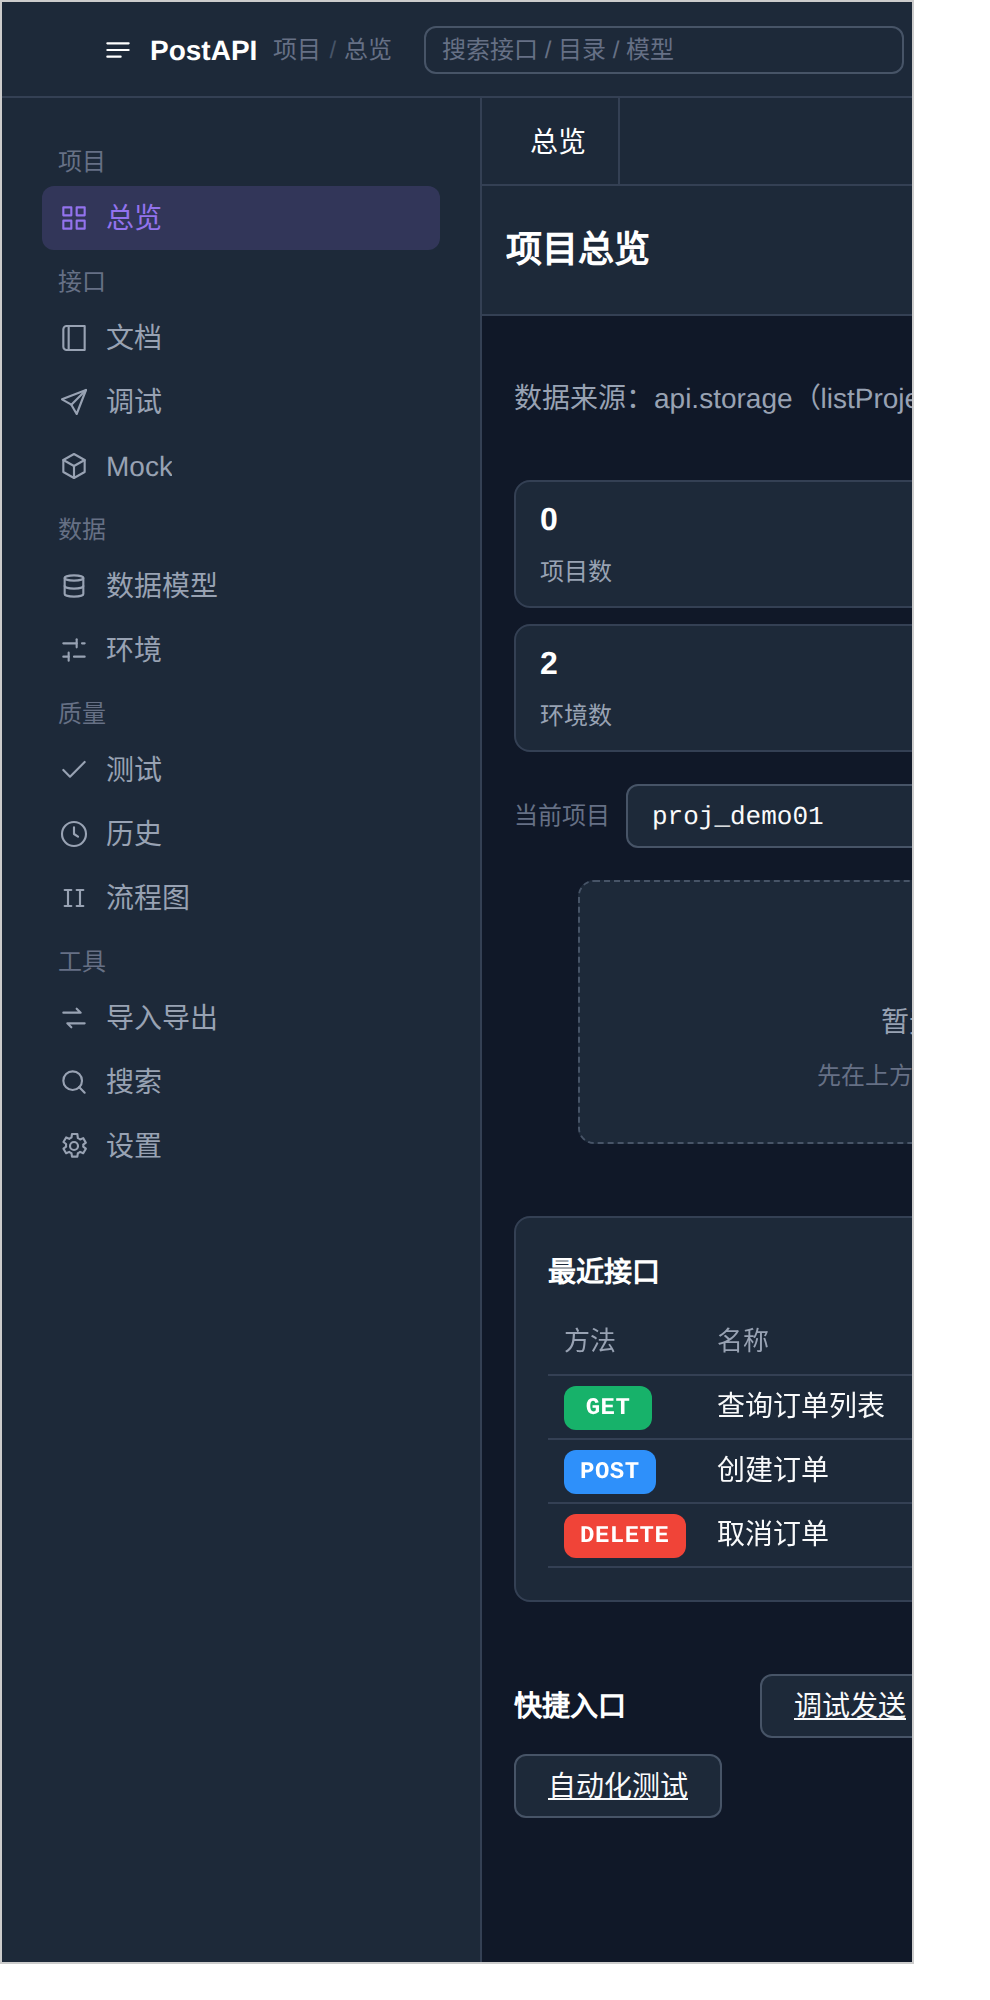 PostAPI 项目 / 总览 搜索接口 / 目录 / 模型
项目
总览
接口
文档
调试
Mock
数据
数据模型
环境
质量
测试
历史
流程图
工具
导入导出
搜索
设置
总览
项目总览
数据来源：api.storage（listProje
0
项目数
2
环境数
当前项目 proj_demo01
暂
先在上方
最近接口
方法 名称
GET 查询订单列表
POST 创建订单
DELETE 取消订单
快捷入口 调试发送
自动化测试